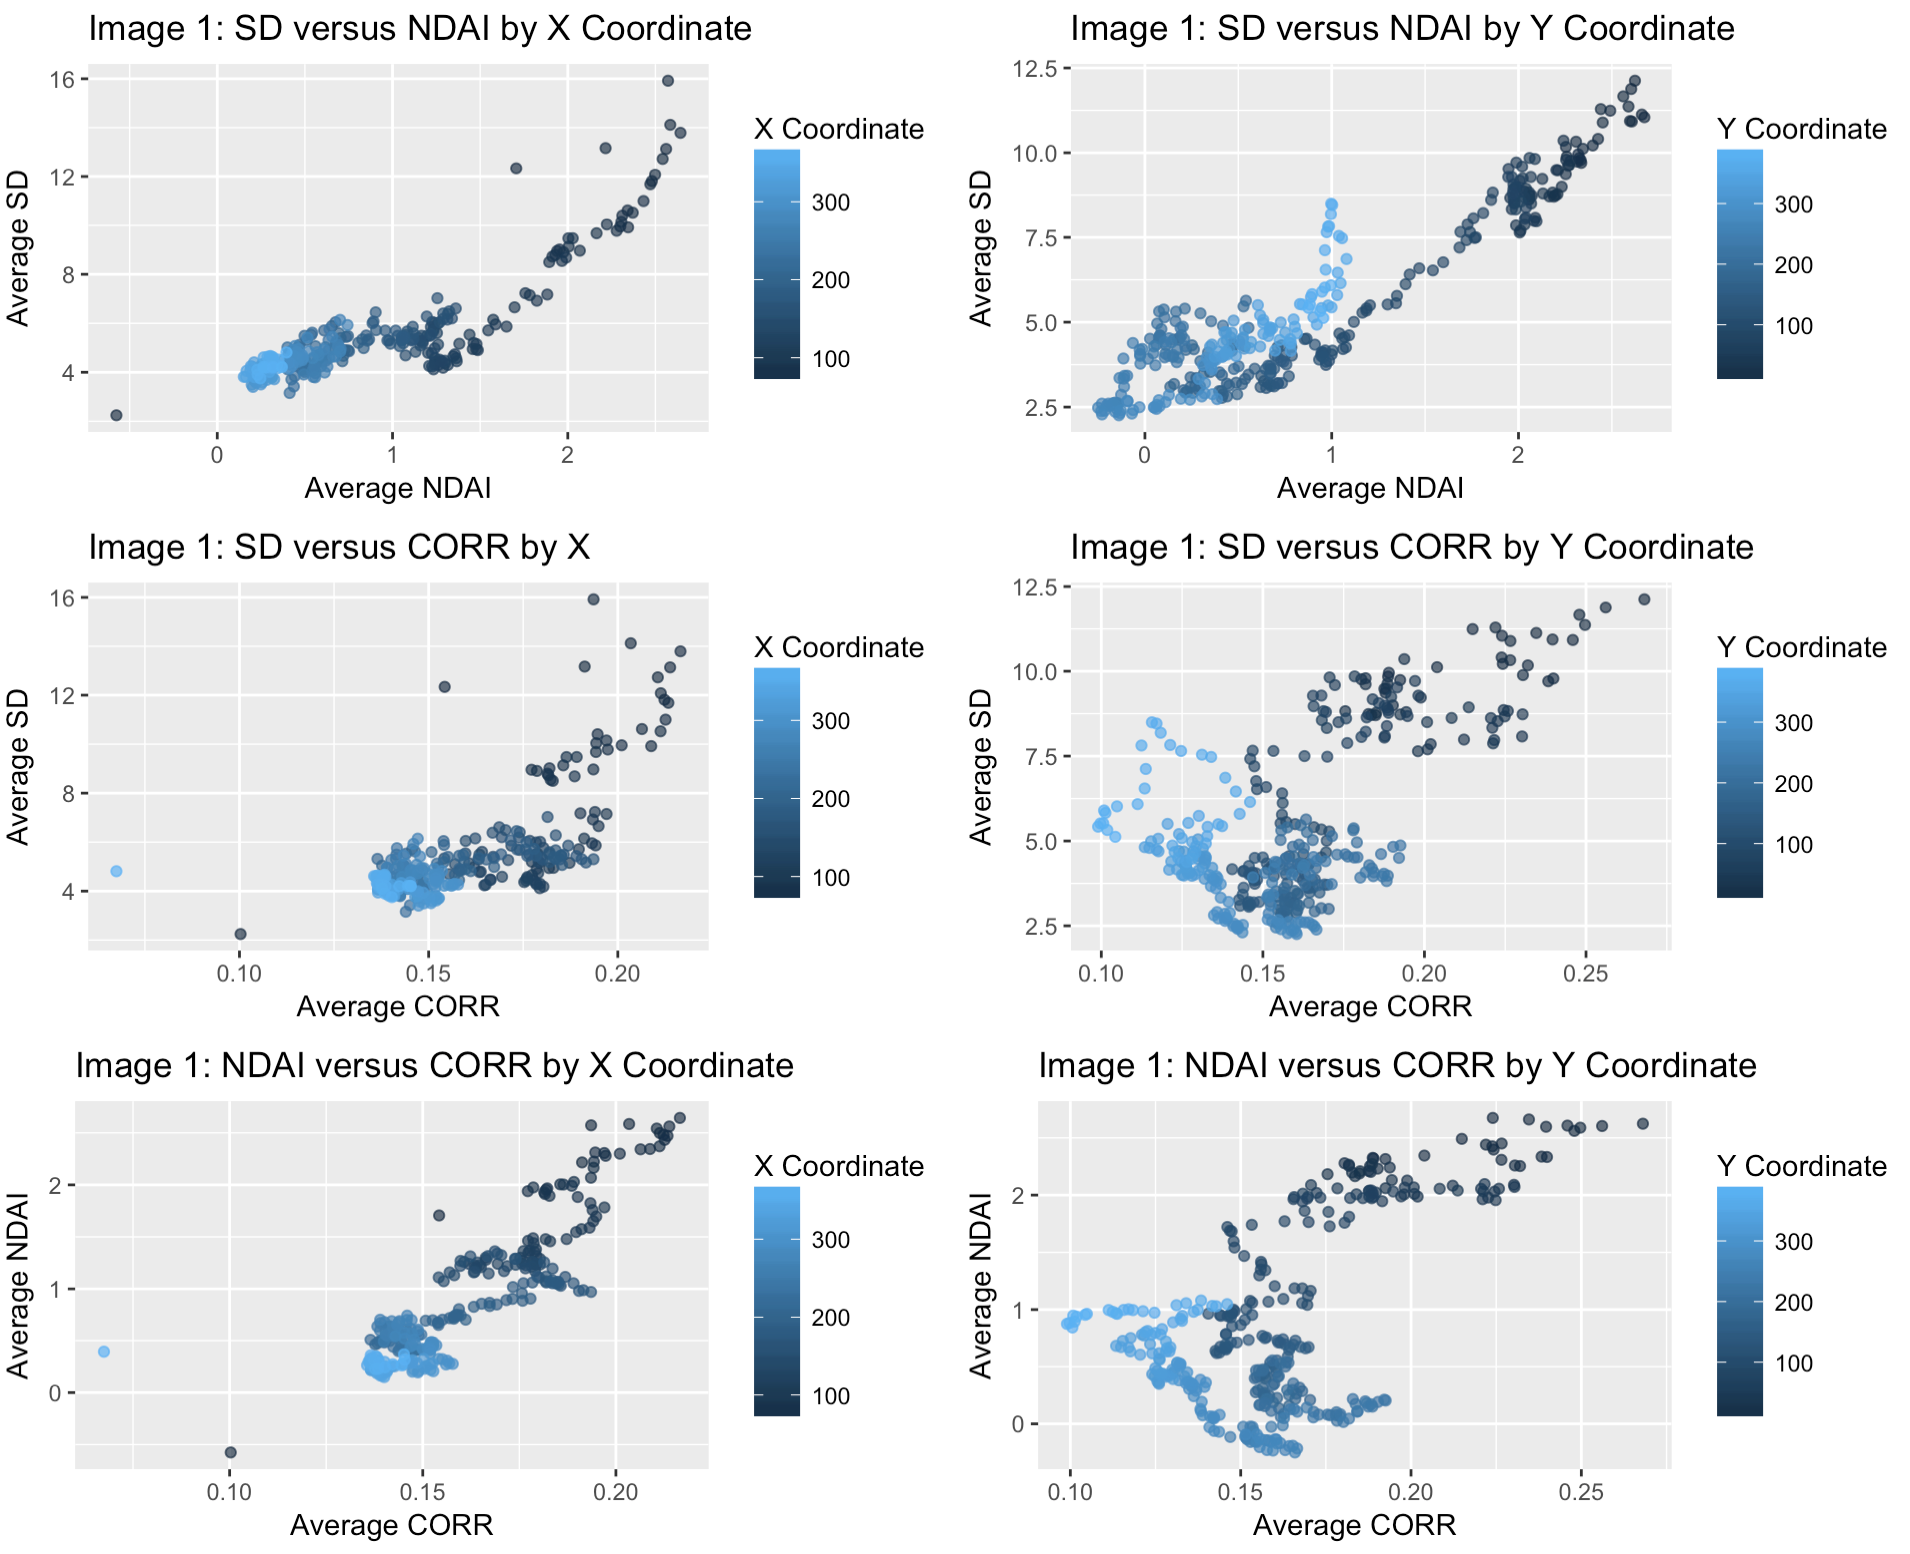 Image 1: SD versus NDAI by X Coordinate
16
12
8
4
Average SD
0 1 2
Average NDAI
X Coordinate
300
200
100
Image 1: SD versus NDAI by Y Coordinate
12.5
10.0
7.5
5.0
2.5
Average SD
0 1 2
Average NDAI
Y Coordinate
300
200
100
Image 1: SD versus CORR by X
16
12
8
4
Average SD
0.10 0.15 0.20
Average CORR
X Coordinate
300
200
100
Image 1: SD versus CORR by Y Coordinate
12.5
10.0
7.5
5.0
2.5
Average SD
0.10 0.15 0.20 0.25
Average CORR
Y Coordinate
300
200
100
Image 1: NDAI versus CORR by X Coordinate
2
1
0
Average NDAI
0.10 0.15 0.20
Average CORR
X Coordinate
300
200
100
Image 1: NDAI versus CORR by Y Coordinate
2
1
0
Average NDAI
0.10 0.15 0.20 0.25
Average CORR
Y Coordinate
300
200
100